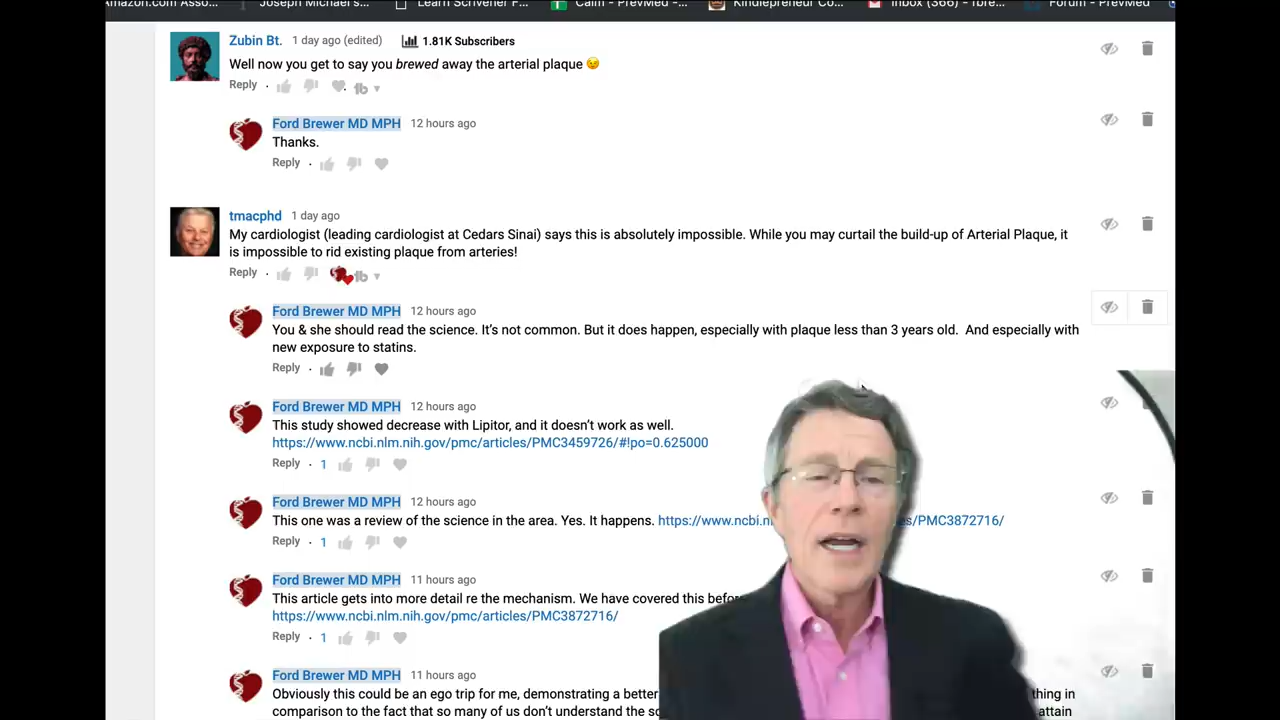 Calm - PrevMed -...
Kindlepreneur Co...
Inbox (366) - fbre...
Forum - PrevMed
Zubin Bt. 1 day ago (edited) 1.81K Subscribers
Well now you get to say you brewed away the arterial plaque 😉
Reply
Ford Brewer MD MPH 12 hours ago
Thanks.
Reply
tmacphd 1 day ago
My cardiologist (leading cardiologist at Cedars Sinai) says this is absolutely impossible. While you may curtail the build-up of Arterial Plaque, it
is impossible to rid existing plaque from arteries!
Reply
Ford Brewer MD MPH 12 hours ago
You & she should read the science. It's not common. But it does happen, especially with plaque less than 3 years old. And especially with
new exposure to statins.
Reply
Ford Brewer MD MPH 12 hours ago
This study showed decrease with Lipitor, and it doesn't work as well.
https://www.ncbi.nlm.nih.gov/pmc/articles/PMC3459726/#!po=0.625000
Reply 1
Ford Brewer MD MPH 12 hours ago
This one was a review of the science in the area. Yes. It happens. https://www.ncbi.n es/PMC3872716/
Reply 1
Ford Brewer MD MPH 11 hours ago
This article gets into more detail re the mechanism. We have covered this befor
https://www.ncbi.nlm.nih.gov/pmc/articles/PMC3872716/
Reply 1
Ford Brewer MD MPH 11 hours ago
Obviously this could be an ego trip for me, demonstrating a better thing in
comparison to the fact that so many of us don't understand the attain